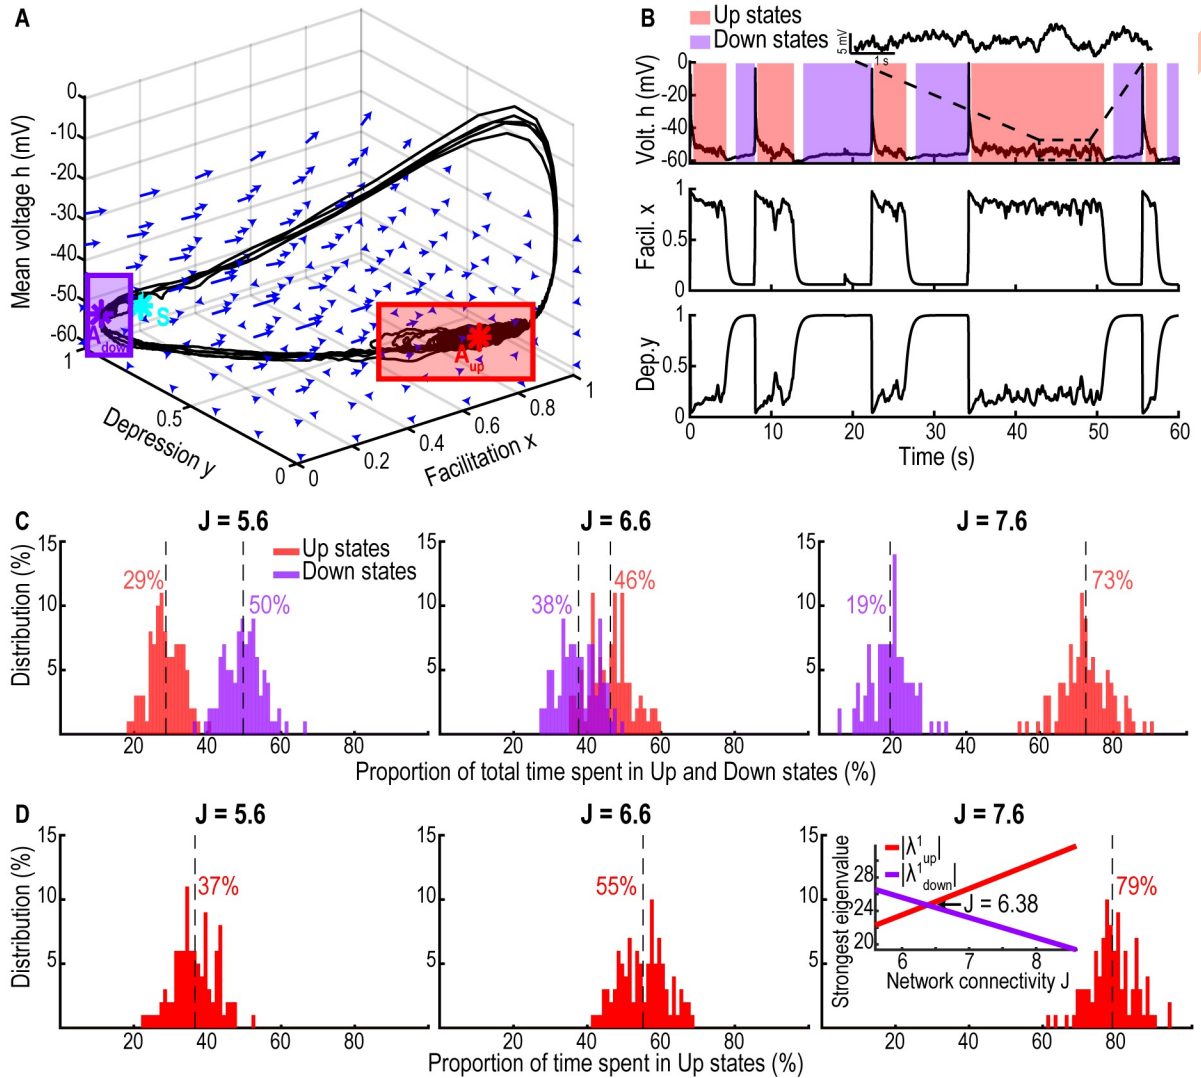 A
Mean voltage h (mV)
0
-10
-20
-30
-40
-50
-60
1
0.5
0
Depression y
0
0.2
0.4
0.6
0.8
1
Facilitation x
A down
S
A up
B
Up states
Down states
5 mV
1 s
Volt. h (mV)
0
-20
-40
-60
Facil. x
1
0.5
0
Dep.y
1
0.5
0
0 10 20 30 40 50 60
Time (s)
C
J = 5.6
J = 6.6
J = 7.6
Distribution (%)
15
10
5
Up states
Down states
29%
50%
20 40 60 80
15
10
5
38%
46%
20 40 60 80
15
10
5
19%
73%
20 40 60 80
Proportion of total time spent in Up and Down states (%)
D
J = 5.6
J = 6.6
J = 7.6
Distribution (%)
15
10
5
37%
20 40 60 80
15
10
5
55%
20 40 60 80
15
10
5
79%
20 40 60 80
Strongest eigenvalue
28
24
20
|λ¹up|
|λ¹down|
J = 6.38
6 7 8
Network connectivity J
Proportion of time spent in Up states (%)